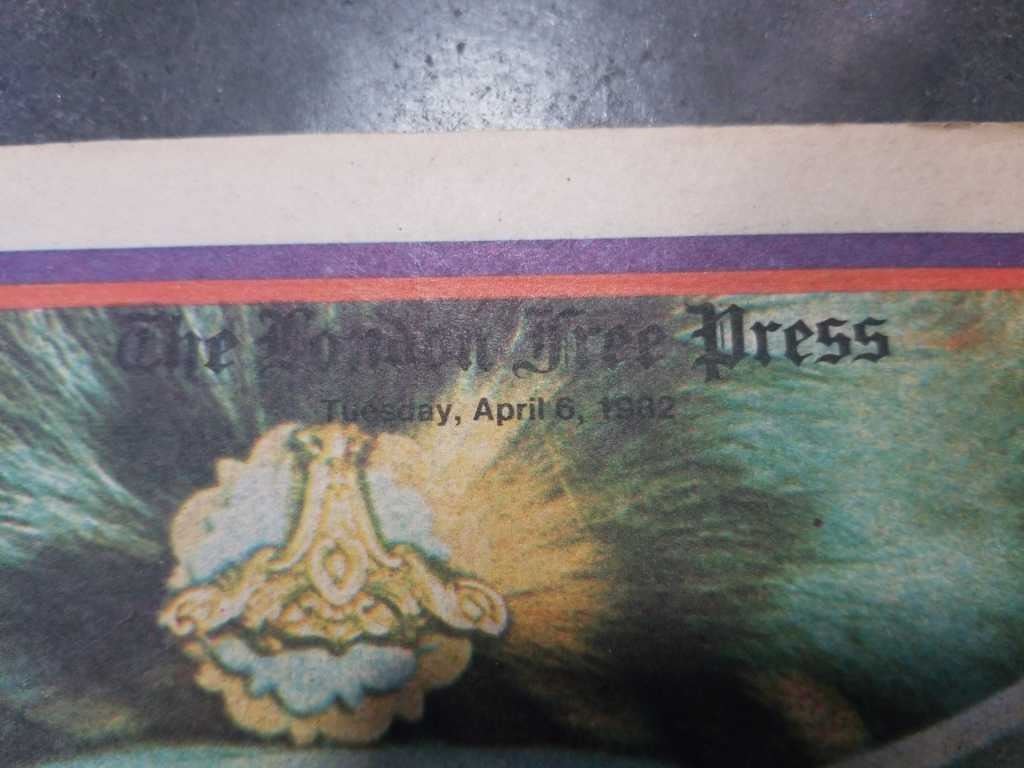 The London Free Press
Tuesday, April 6, 1982